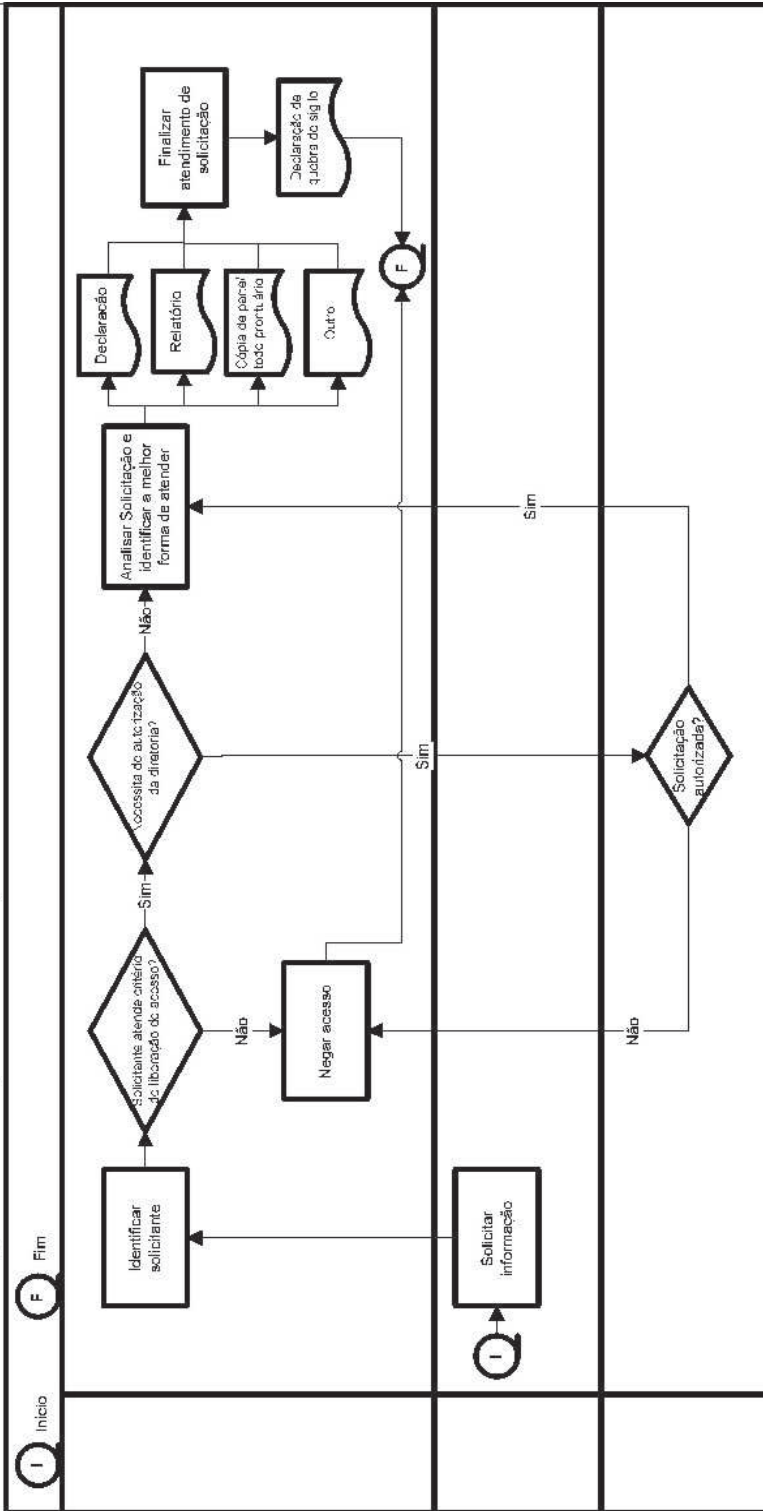 I
Início
F
Fim
Identificar
solicitante
Solicitante atende critério
de liberação de acesso?
Sim
Não
Necessita de autorização
da diretoria?
Não
Sim
Analisar Solicitação e
identificar a melhor
forma de atender
Declaração
Relatório
Cópia de parte/
todo prontuário
Outro
Finalizar
atendimento de
solicitação
Declaração de
quebra de sigilo
F
Negar acesso
I
Solicitar
informação
Sim
Não
Solicitação
autorizada?